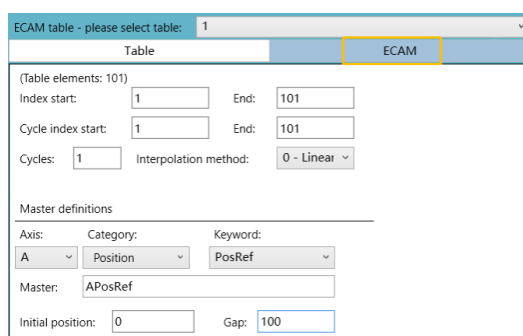 ECAM table - please select table: 1
Table ECAM
(Table elements: 101)
Index start: 1 End: 101
Cycle index start: 1 End: 101
Cycles: 1 Interpolation method: 0 - Linear
Master definitions
Axis: Category: Keyword:
A Position PosRef
Master: APosRef
Initial position: 0 Gap: 100